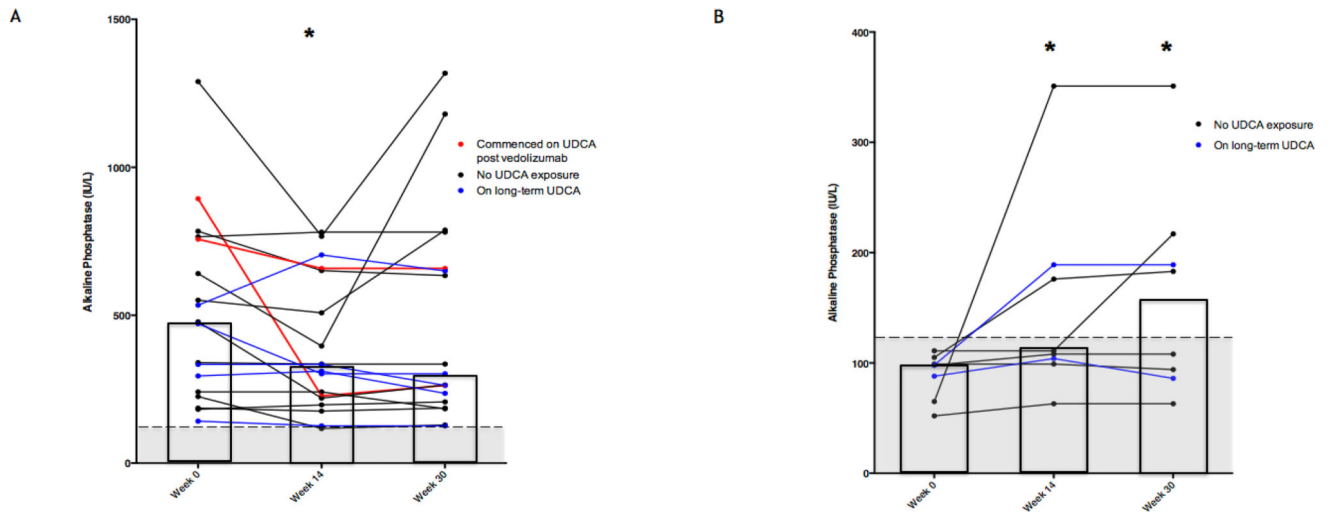 A
Alkaline Phosphatase (IU/L)
1500
1000
500
0
*
Week 0
Week 14
Week 30
Commenced on UDCA
post vedolizumab
No UDCA exposure
On long-term UDCA
B
Alkaline Phosphatase (IU/L)
400
300
200
100
0
* *
Week 0
Week 14
Week 30
No UDCA exposure
On long-term UDCA